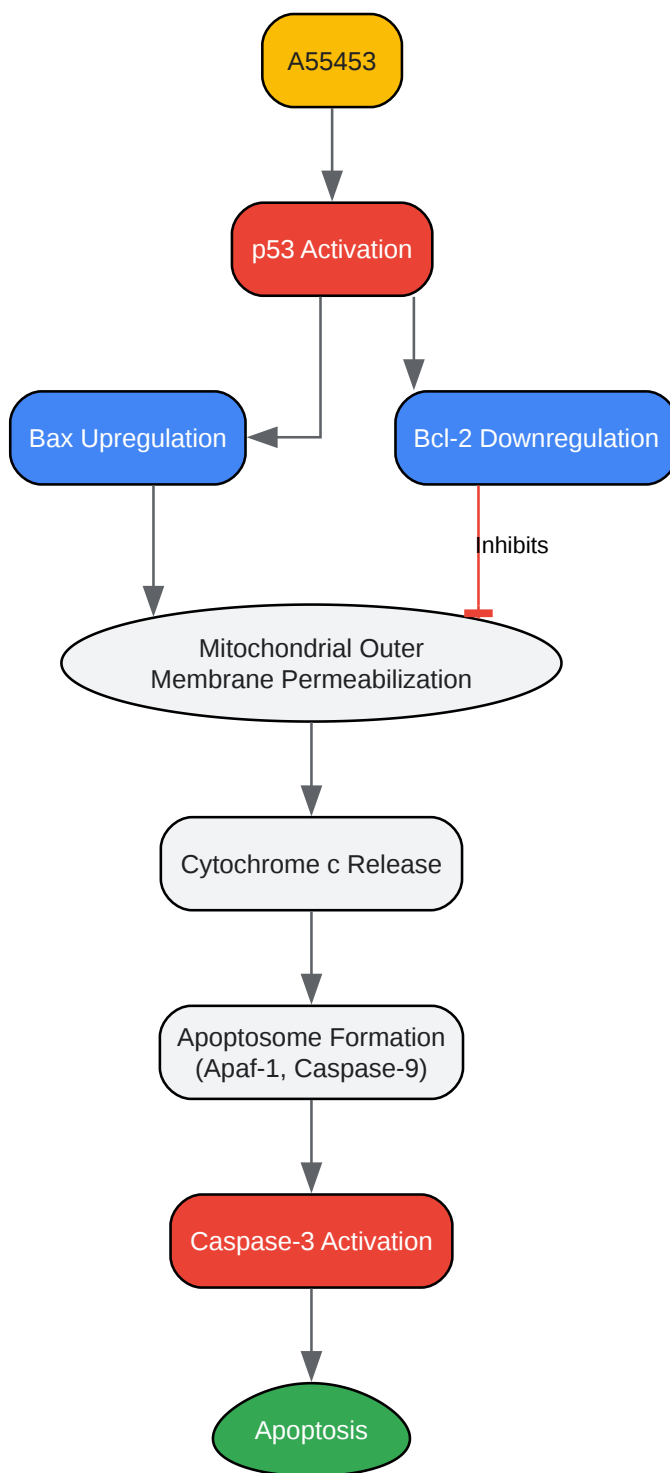 A55453
p53 Activation
Bax Upregulation
Bcl-2 Downregulation
Inhibits
Mitochondrial Outer
Membrane Permeabilization
Cytochrome c Release
Apoptosome Formation
(Apaf-1, Caspase-9)
Caspase-3 Activation
Apoptosis